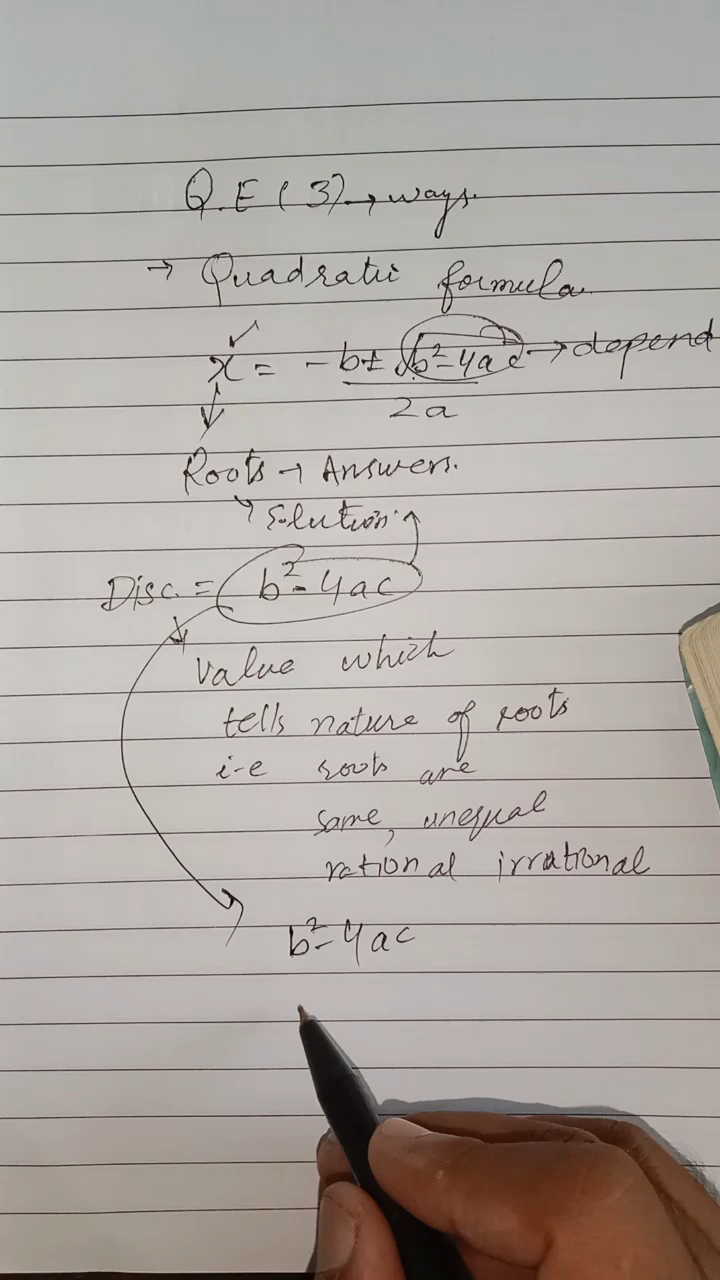 Q.E (3) → ways.
→ Quadratic formula.
x = -b ± √b²-4ac → depend
2a
Roots → Answers.
↘ Solution.
Disc. = b²-4ac
↓ value which
tells nature of roots
i-e roots are
same, unequal
rational irrational
b²-4ac